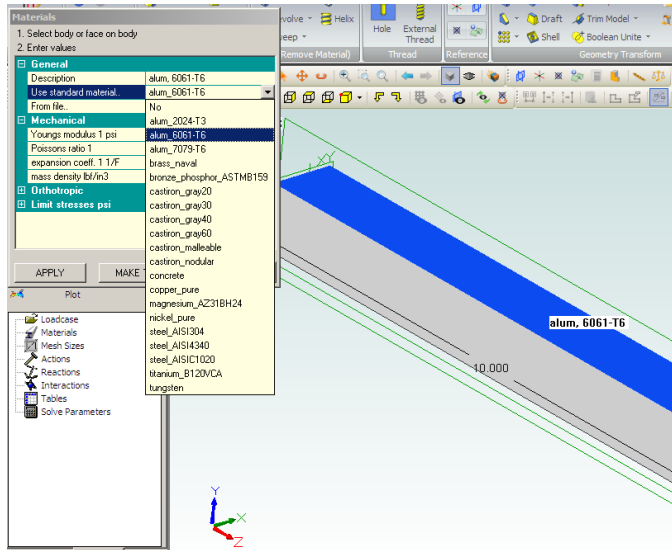 Materials
1. Select body or face on body
2. Enter values
General
Description alum, 6061-T6
Use standard material.. alum_6061-T6
From file..
Mechanical
Youngs modulus 1 psi
Poissons ratio 1
expansion coeff. 1 1/F
mass density lbf/in3
Orthotropic
Limit stresses psi
No
alum_2024-T3
alum_6061-T6
alum_7079-T6
brass_naval
bronze_phosphor_ASTMB159
castiron_gray20
castiron_gray30
castiron_gray40
castiron_gray60
castiron_malleable
castiron_nodular
concrete
copper_pure
magnesium_AZ31BH24
nickel_pure
steel_AISI304
steel_AISI4340
steel_AISIC1020
titanium_B120VCA
tungsten
APPLY MAKE
Plot
Loadcase
Materials
Mesh Sizes
Actions
Reactions
Interactions
Tables
Solve Parameters
Helix
Hole
External
Thread
Draft
Trim Model
Shell
Boolean Unite
Remove Material)
Thread
Reference
Geometry Transform
XY
alum, 6061-T6
10.000
Y
X
Z